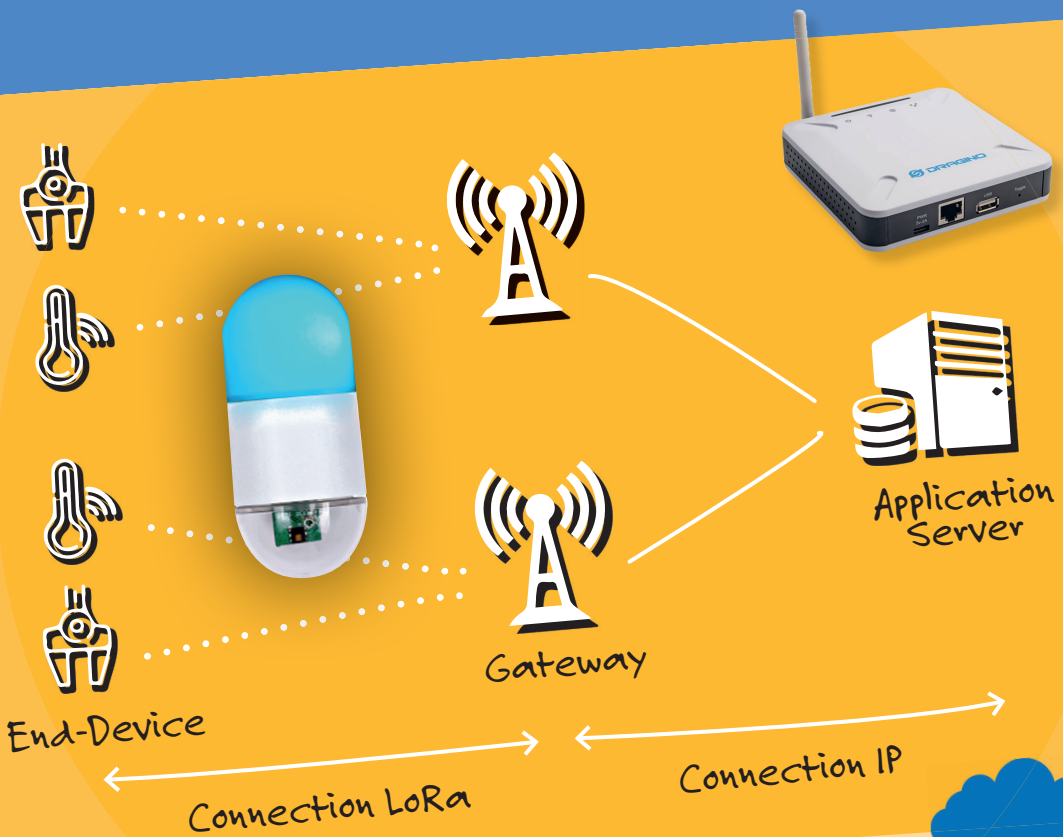 DRAGINO
Application
Server
Gateway
End-Device
Connection LoRa
Connection IP